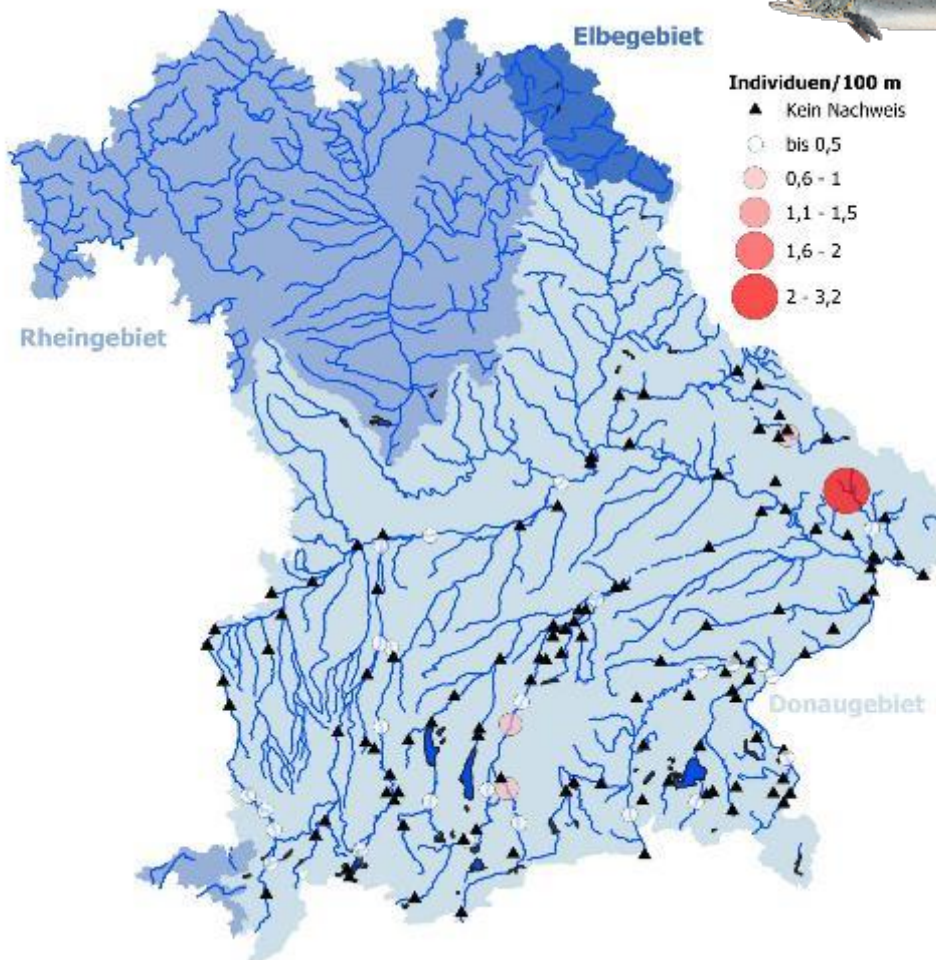 Elbegebiet
Individuen/100 m
Kein Nachweis
bis 0,5
0,6 - 1
1,1 - 1,5
1,6 - 2
2 - 3,2
Rheingebiet
Donaugebiet